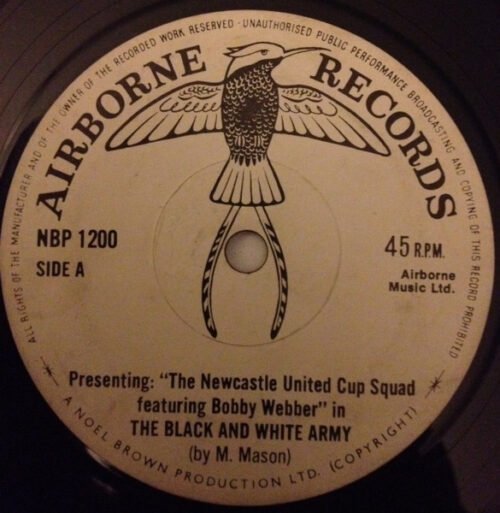 ALL RIGHTS OF THE MANUFACTURER AND OF THE OWNER OF THE RECORDED WORK RESERVED · UNAUTHORISED PUBLIC PERFORMANCE BROADCASTING AND COPYING OF THIS RECORD PROHIBITED
AIRBORNE RECORDS
NBP 1200
SIDE A
45 R.P.M.
Airborne
Music Ltd.
Presenting: "The Newcastle United Cup Squad
featuring Bobby Webber" in
THE BLACK AND WHITE ARMY
(by M. Mason)
A NOEL BROWN PRODUCTION LTD. (COPYRIGHT)